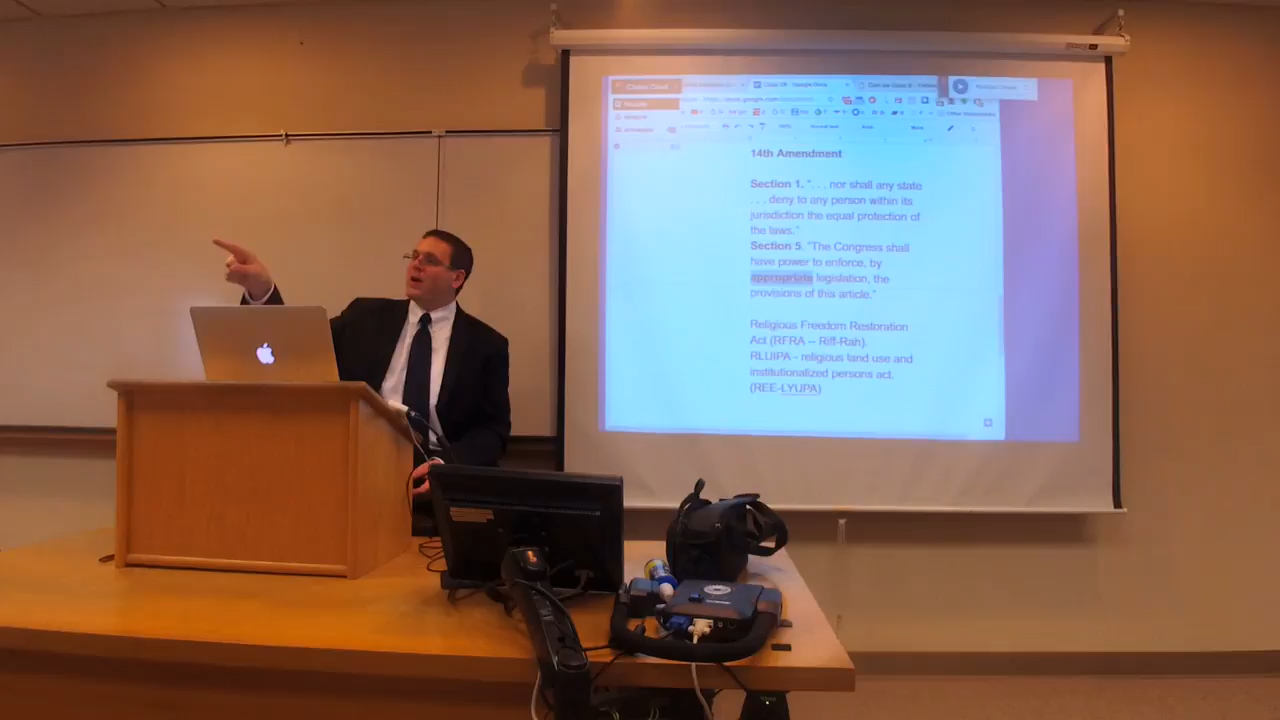 14th Amendment
Section 1. ". . . nor shall any state
. . . deny to any person within its
jurisdiction the equal protection of
the laws."
Section 5. "The Congress shall
have power to enforce, by
appropriate legislation, the
provisions of this article."
Religious Freedom Restoration
Act (RFRA -- Riff-Rah).
RLUIPA - religious land use and
institutionalized persons act.
(REE-LYUPA)